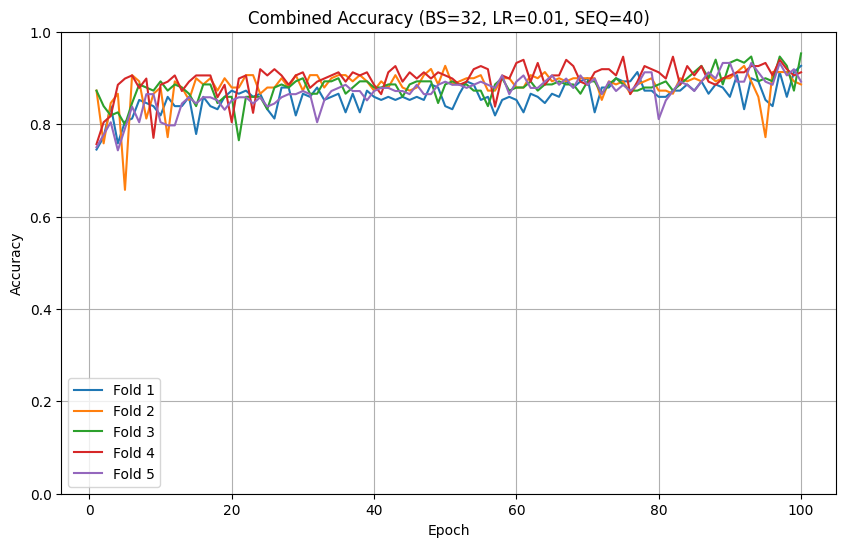 Combined Accuracy (BS=32, LR=0.01, SEQ=40)
1.0
0.8
0.6
0.4
0.2
0.0
Accuracy
Fold 1
Fold 2
Fold 3
Fold 4
Fold 5
0 20 40 60 80 100
Epoch